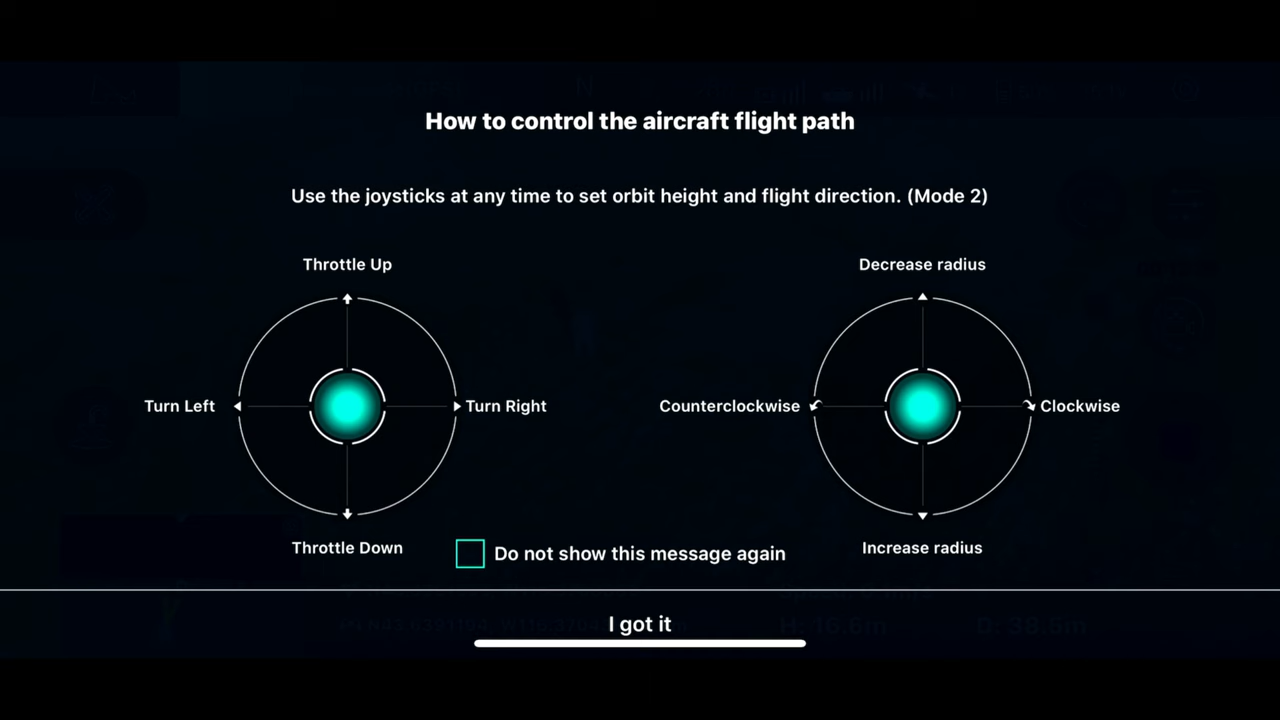 How to control the aircraft flight path
Use the joysticks at any time to set orbit height and flight direction. (Mode 2)
Throttle Up
Decrease radius
Turn Left
Turn Right
Counterclockwise
Clockwise
Throttle Down
Increase radius
Do not show this message again
I got it